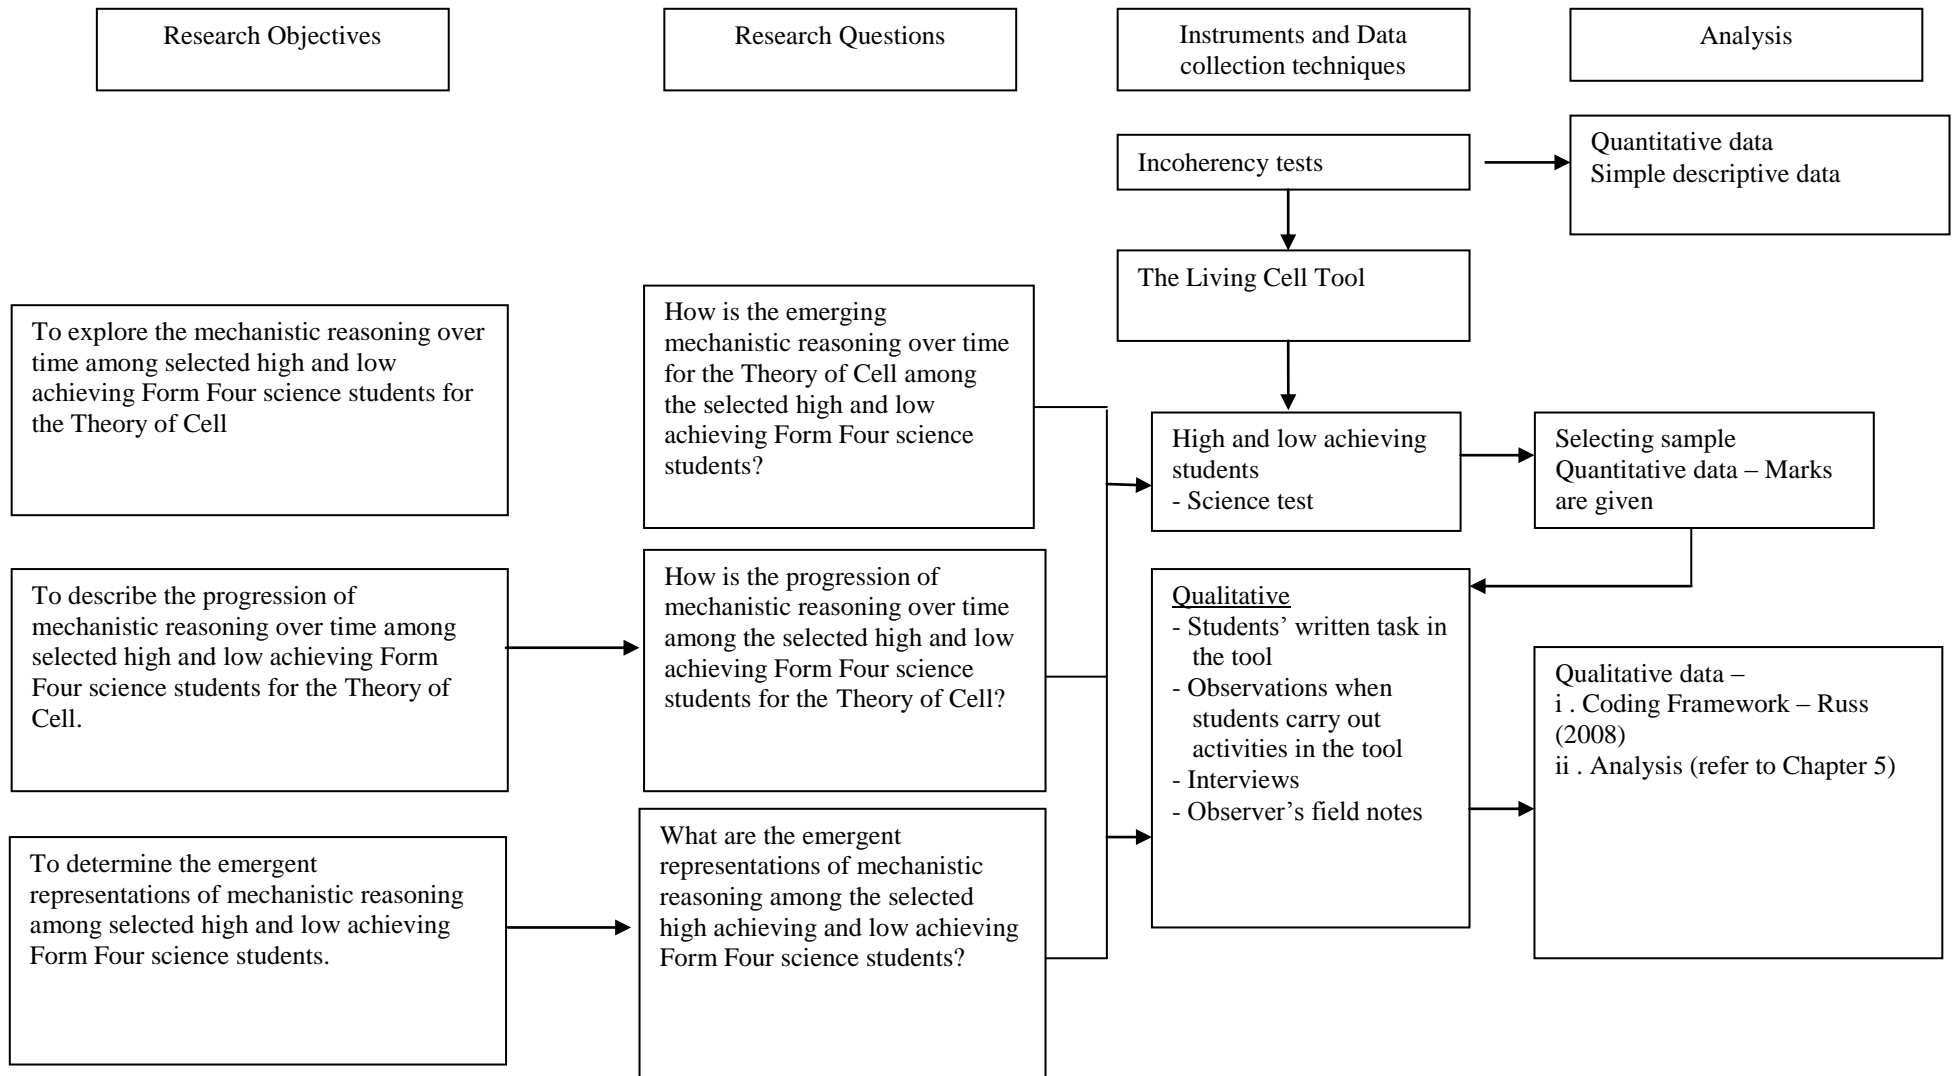 Research Objectives
Research Questions
Instruments and Data
collection techniques
Analysis
Incoherency tests
Quantitative data
Simple descriptive data
The Living Cell Tool
To explore the mechanistic reasoning over
time among selected high and low
achieving Form Four science students for
the Theory of Cell
How is the emerging
mechanistic reasoning over time
for the Theory of Cell among
the selected high and low
achieving Form Four science
students?
High and low achieving
students
- Science test
Selecting sample
Quantitative data – Marks
are given
To describe the progression of
mechanistic reasoning over time among
selected high and low achieving Form
Four science students for the Theory of
Cell.
How is the progression of
mechanistic reasoning over time
among the selected high and low
achieving Form Four science
students for the Theory of Cell?
Qualitative
- Students’ written task in
the tool
- Observations when
students carry out
activities in the tool
- Interviews
- Observer’s field notes
Qualitative data –
i . Coding Framework – Russ
(2008)
ii . Analysis (refer to Chapter 5)
To determine the emergent
representations of mechanistic reasoning
among selected high and low achieving
Form Four science students.
What are the emergent
representations of mechanistic
reasoning among the selected
high achieving and low achieving
Form Four science students?